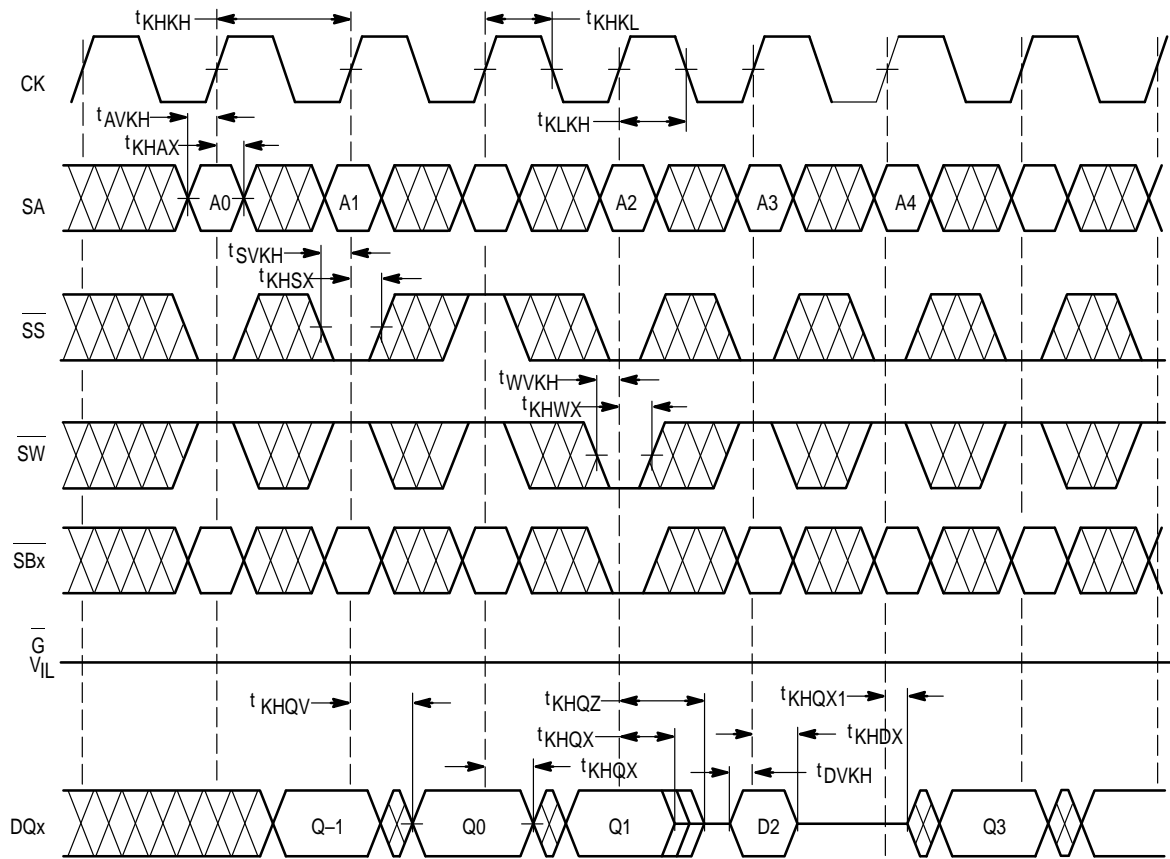 tKHKH
tKHKL
CK
tAVKH
tKLKH
tKHAX
SA
A0
A1
A2
A3
A4
tSVKH
tKHSX
SS
tWVKH
tKHWX
SW
SBx
G
VIL
tKHQV
tKHQZ
tKHQX1
tKHQX
tKHDX
tKHQX
tDVKH
DQx
Q–1
Q0
Q1
D2
Q3